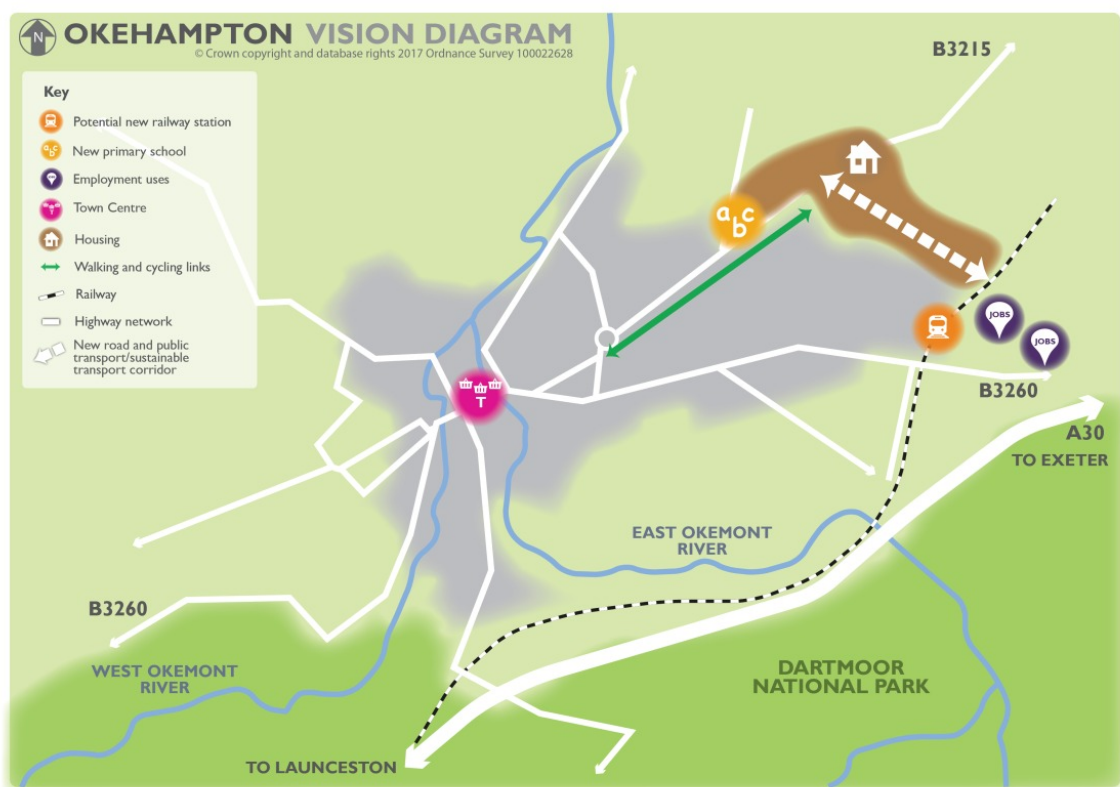 N
OKEHAMPTON VISION DIAGRAM
© Crown copyright and database rights 2017 Ordnance Survey 100022628
Key
Potential new railway station
abc
New primary school
Employment uses
T
Town Centre
Housing
Walking and cycling links
Railway
Highway network
New road and public
transport/sustainable
transport corridor
B3215
abc
JOBS
JOBS
T
B3260
A30
TO EXETER
EAST OKEMONT
RIVER
B3260
WEST OKEMONT
RIVER
DARTMOOR
NATIONAL PARK
TO LAUNCESTON